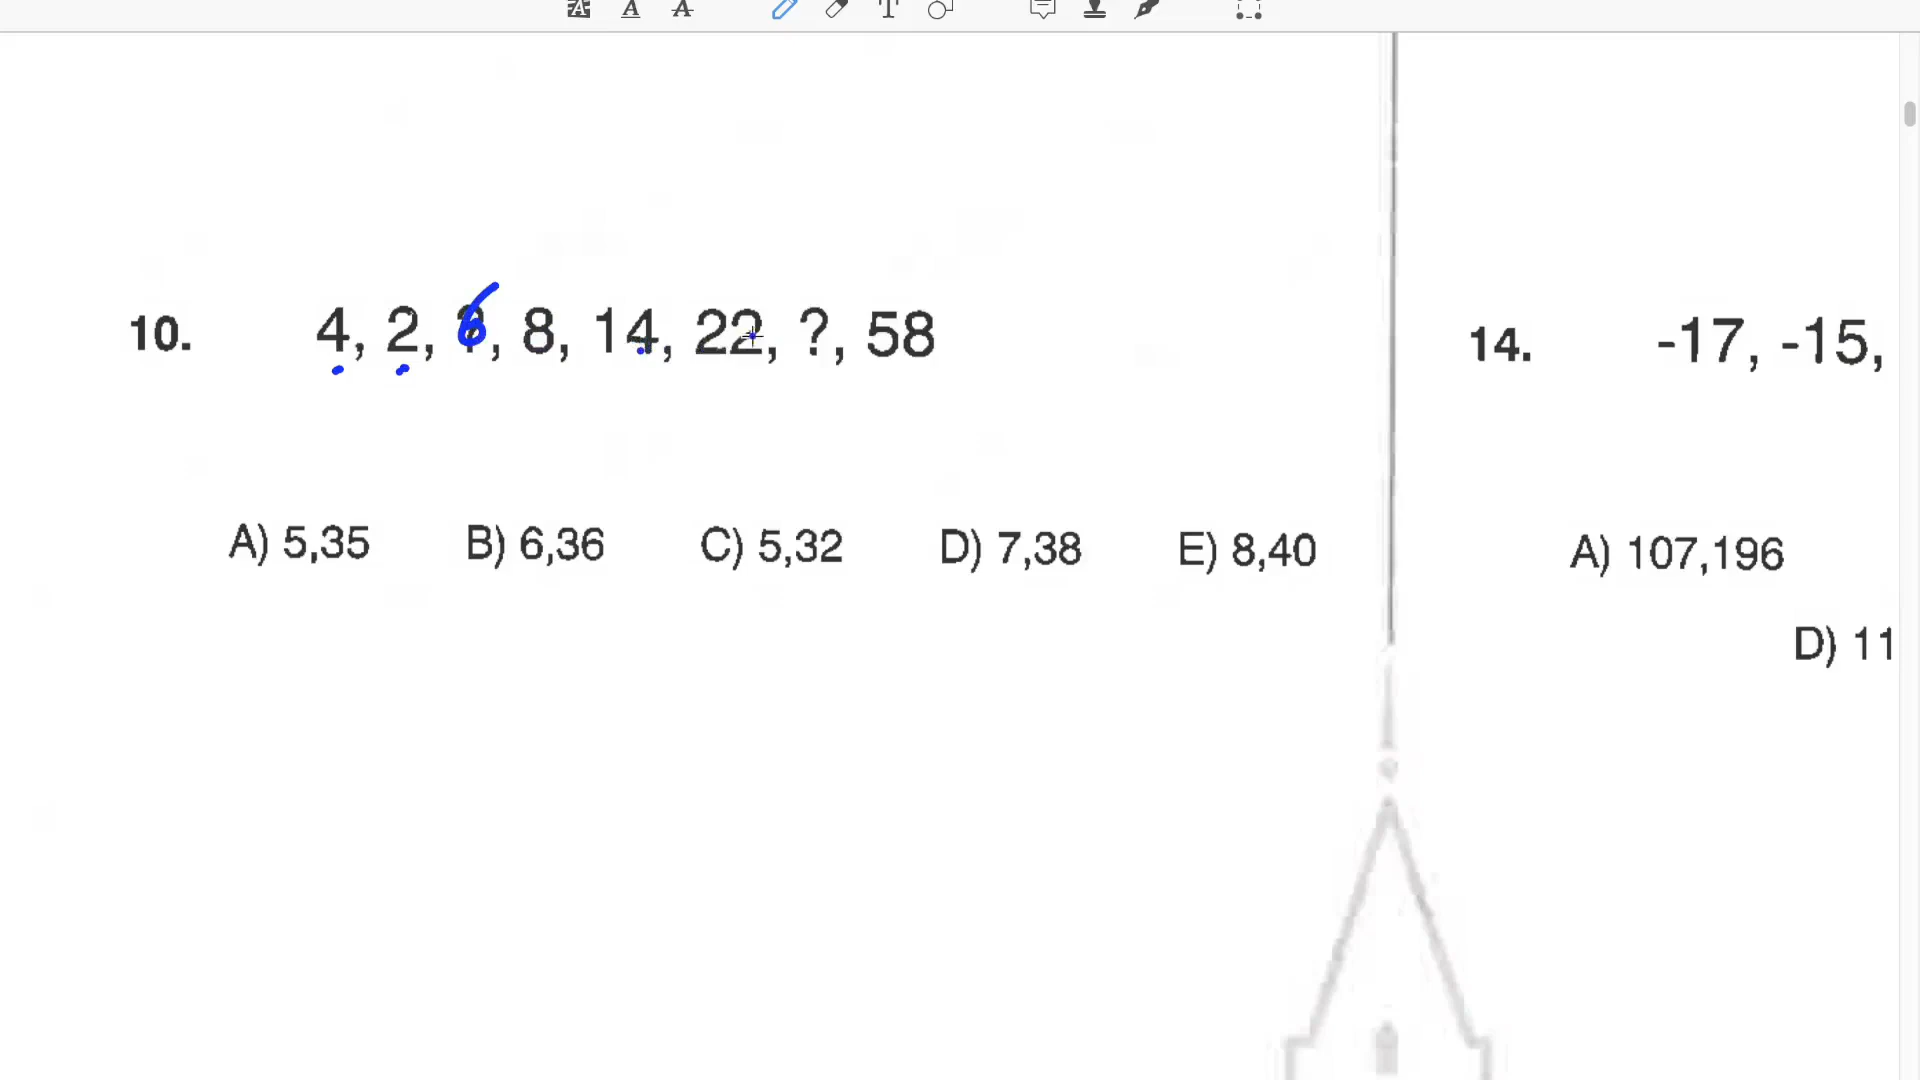 10. 4, 2, 6, 8, 14, 22, ?, 58
A) 5,35 B) 6,36 C) 5,32 D) 7,38 E) 8,40
14. -17, -15,
A) 107,196
D) 11